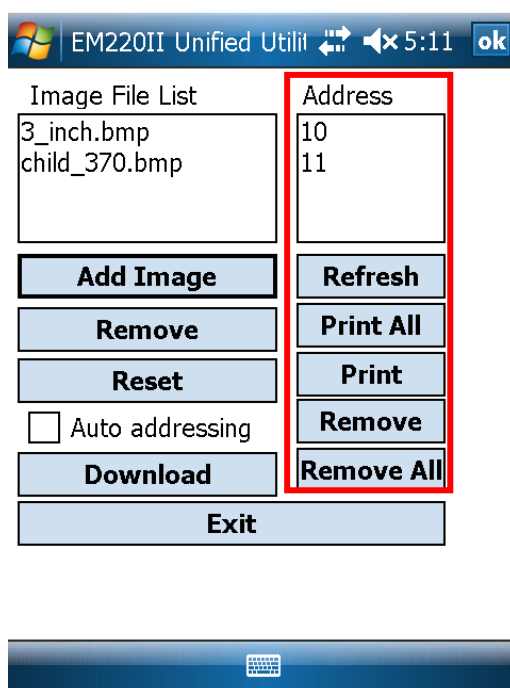 EM220II Unified Utilit 5:11 ok
Image File List
3_inch.bmp
child_370.bmp
Add Image
Remove
Reset
Auto addressing
Download
Address
10
11
Refresh
Print All
Print
Remove
Remove All
Exit